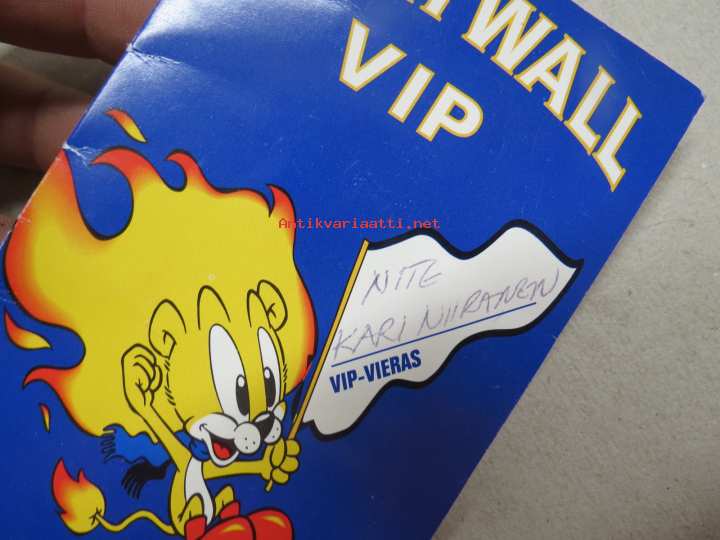 WALL
VIP
Antikvariaatti.net
NITE
KARI NIIRANEN
VIP-VIERAS